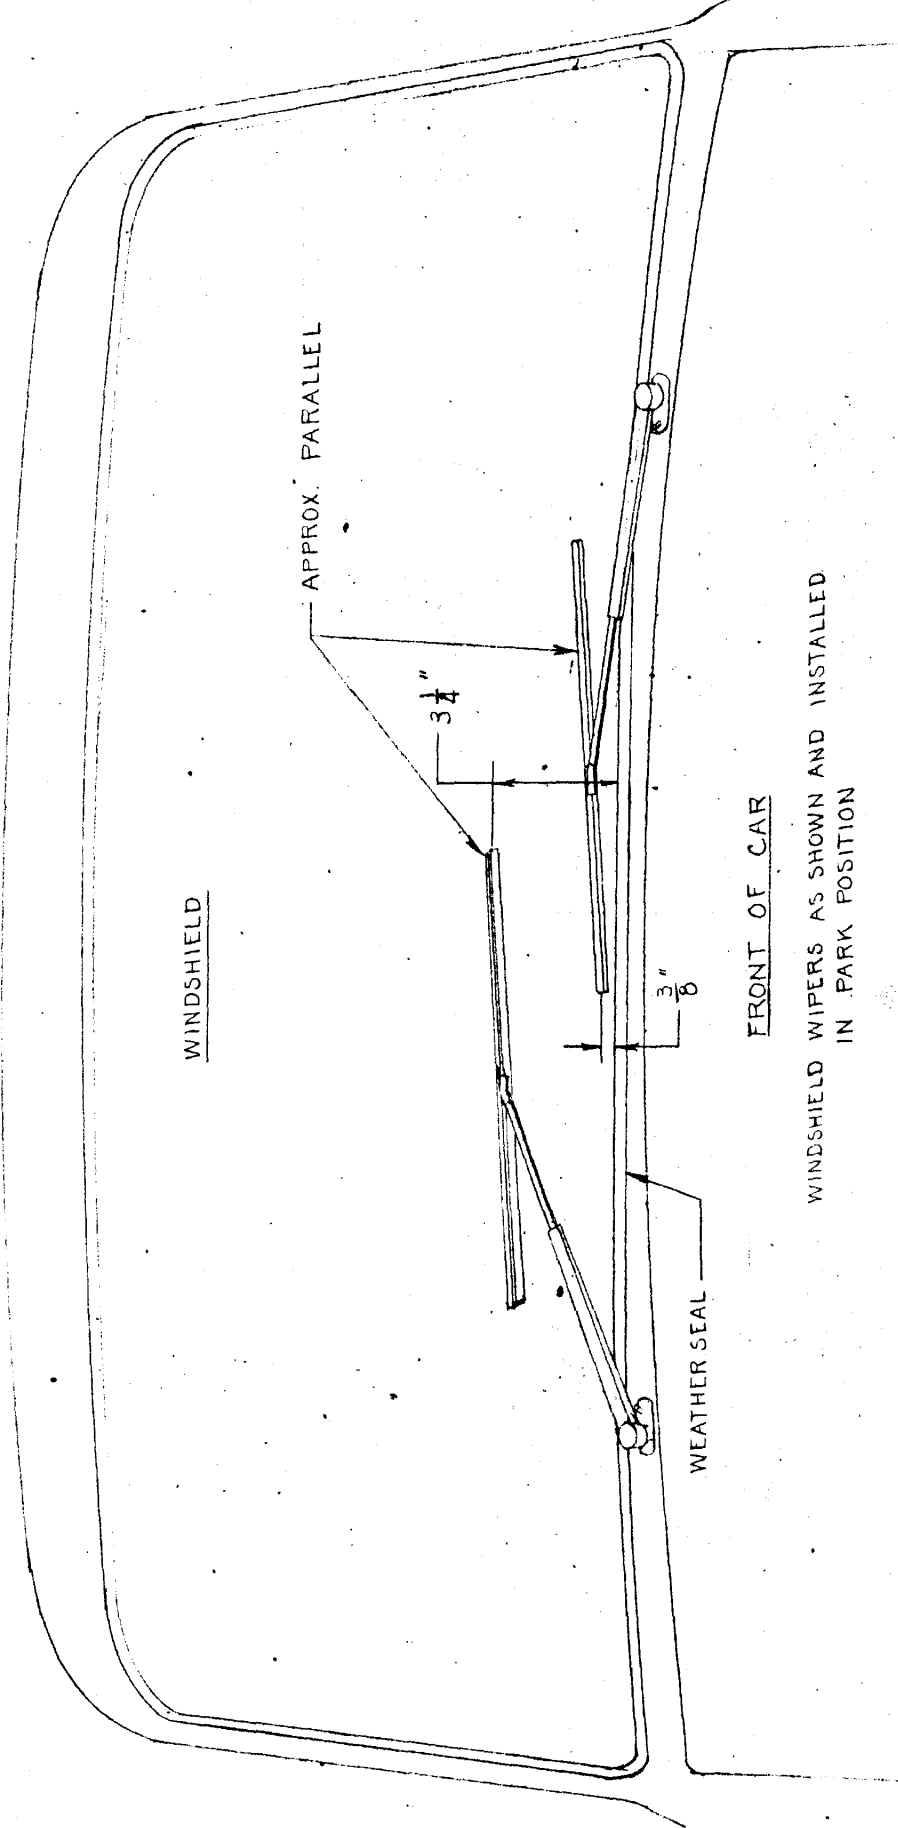 WINDSHIELD
APPROX. PARALLEL
3 1/4"
3/8"
WEATHER SEAL
FRONT OF CAR
WINDSHIELD WIPERS AS SHOWN AND INSTALLED
IN PARK POSITION